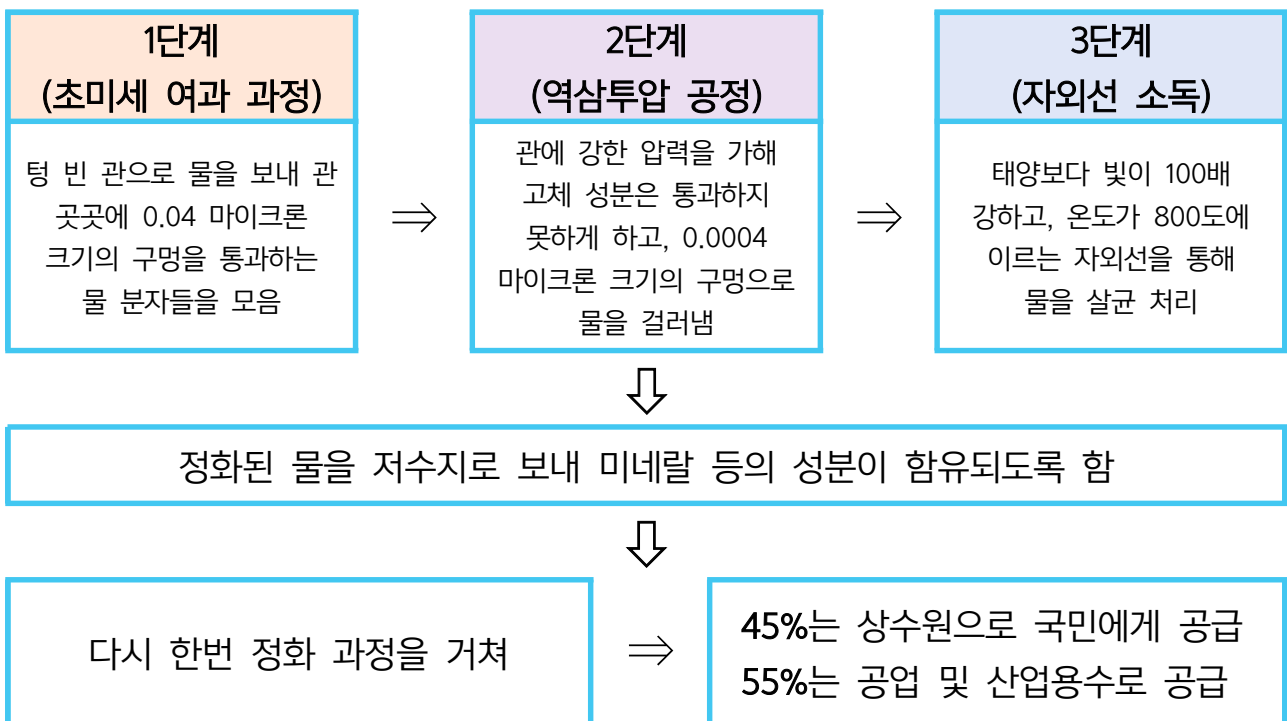 1단계
(초미세 여과 과정)
텅 빈 관으로 물을 보내 관
곳곳에 0.04 마이크론
크기의 구멍을 통과하는
물 분자들을 모음
⇒
2단계
(역삼투압 공정)
관에 강한 압력을 가해
고체 성분은 통과하지
못하게 하고, 0.0004
마이크론 크기의 구멍으로
물을 걸러냄
⇒
3단계
(자외선 소독)
태양보다 빛이 100배
강하고, 온도가 800도에
이르는 자외선을 통해
물을 살균 처리
정화된 물을 저수지로 보내 미네랄 등의 성분이 함유되도록 함
다시 한번 정화 과정을 거쳐
⇒
45%는 상수원으로 국민에게 공급
55%는 공업 및 산업용수로 공급